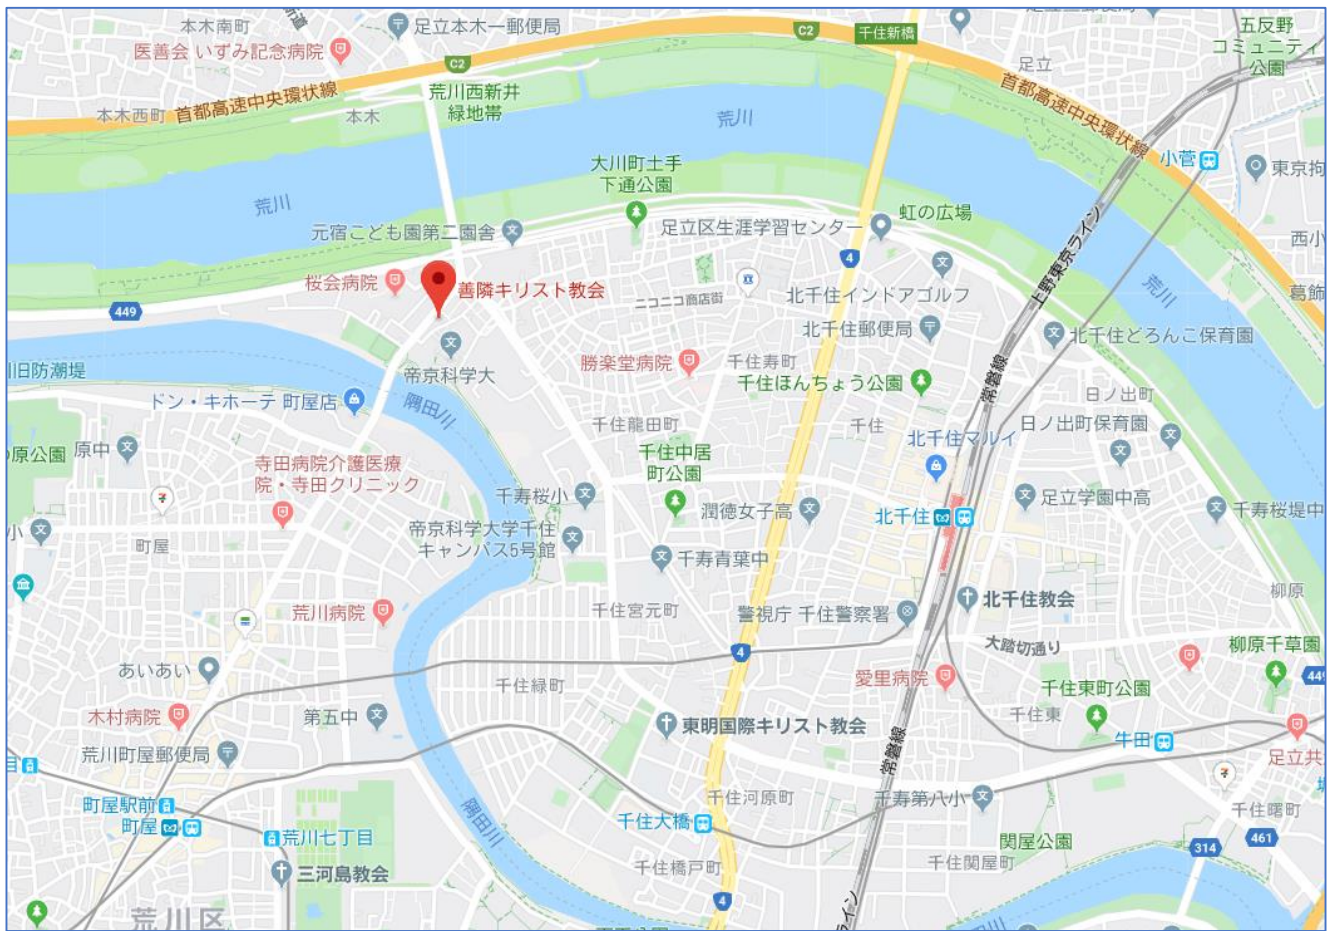 本木南町
足立本木一郵便局
医善会 いずみ記念病院
C2
千住新橋
五反野
コミュニティ
公園
足立
C2
首都高速中央環状線
首都高速中央環状線
荒川西新井
緑地帯
本木西町
本木
荒川
小菅
東京拘
大川町土手
下通公園
荒川
元宿こども園第二園舎
足立区生涯学習センター
虹の広場
上野東京ライン
西小
4
桜会病院
善隣キリスト教会
ニコニコ商店街
北千住インドアゴルフ
荒川
葛飾
449
北千住郵便局
北千住どろんこ保育園
旧防潮堤
帝京科学大
勝楽堂病院
千住寿町
千住ほんちょう公園
常磐線
日ノ出町
ドン・キホーテ 町屋店
隅田川
千住龍田町
千住
北千住マルイ
日ノ出町保育園
原公園
原中
千住中居
町公園
寺田病院介護医療
院・寺田クリニック
千寿桜小
潤徳女子高
北千住
足立学園中高
千寿桜堤中
小
町屋
帝京科学大学千住
キャンパス5号館
千寿青葉中
柳原
荒川病院
千住宮元町
警視庁 千住警察署
北千住教会
4
大踏切通り
柳原千草園
あいあい
千住緑町
愛里病院
千住東町公園
449
木村病院
第五中
東明国際キリスト教会
千住東
牛田
荒川町屋郵便局
常磐線
足立共
町屋駅前
千住河原町
千寿第八小
千住曙町
町屋
荒川七丁目
隅田川
千住大橋
関屋公園
314
461
三河島教会
千住橋戸町
千住関屋町
荒川区
4
ライン